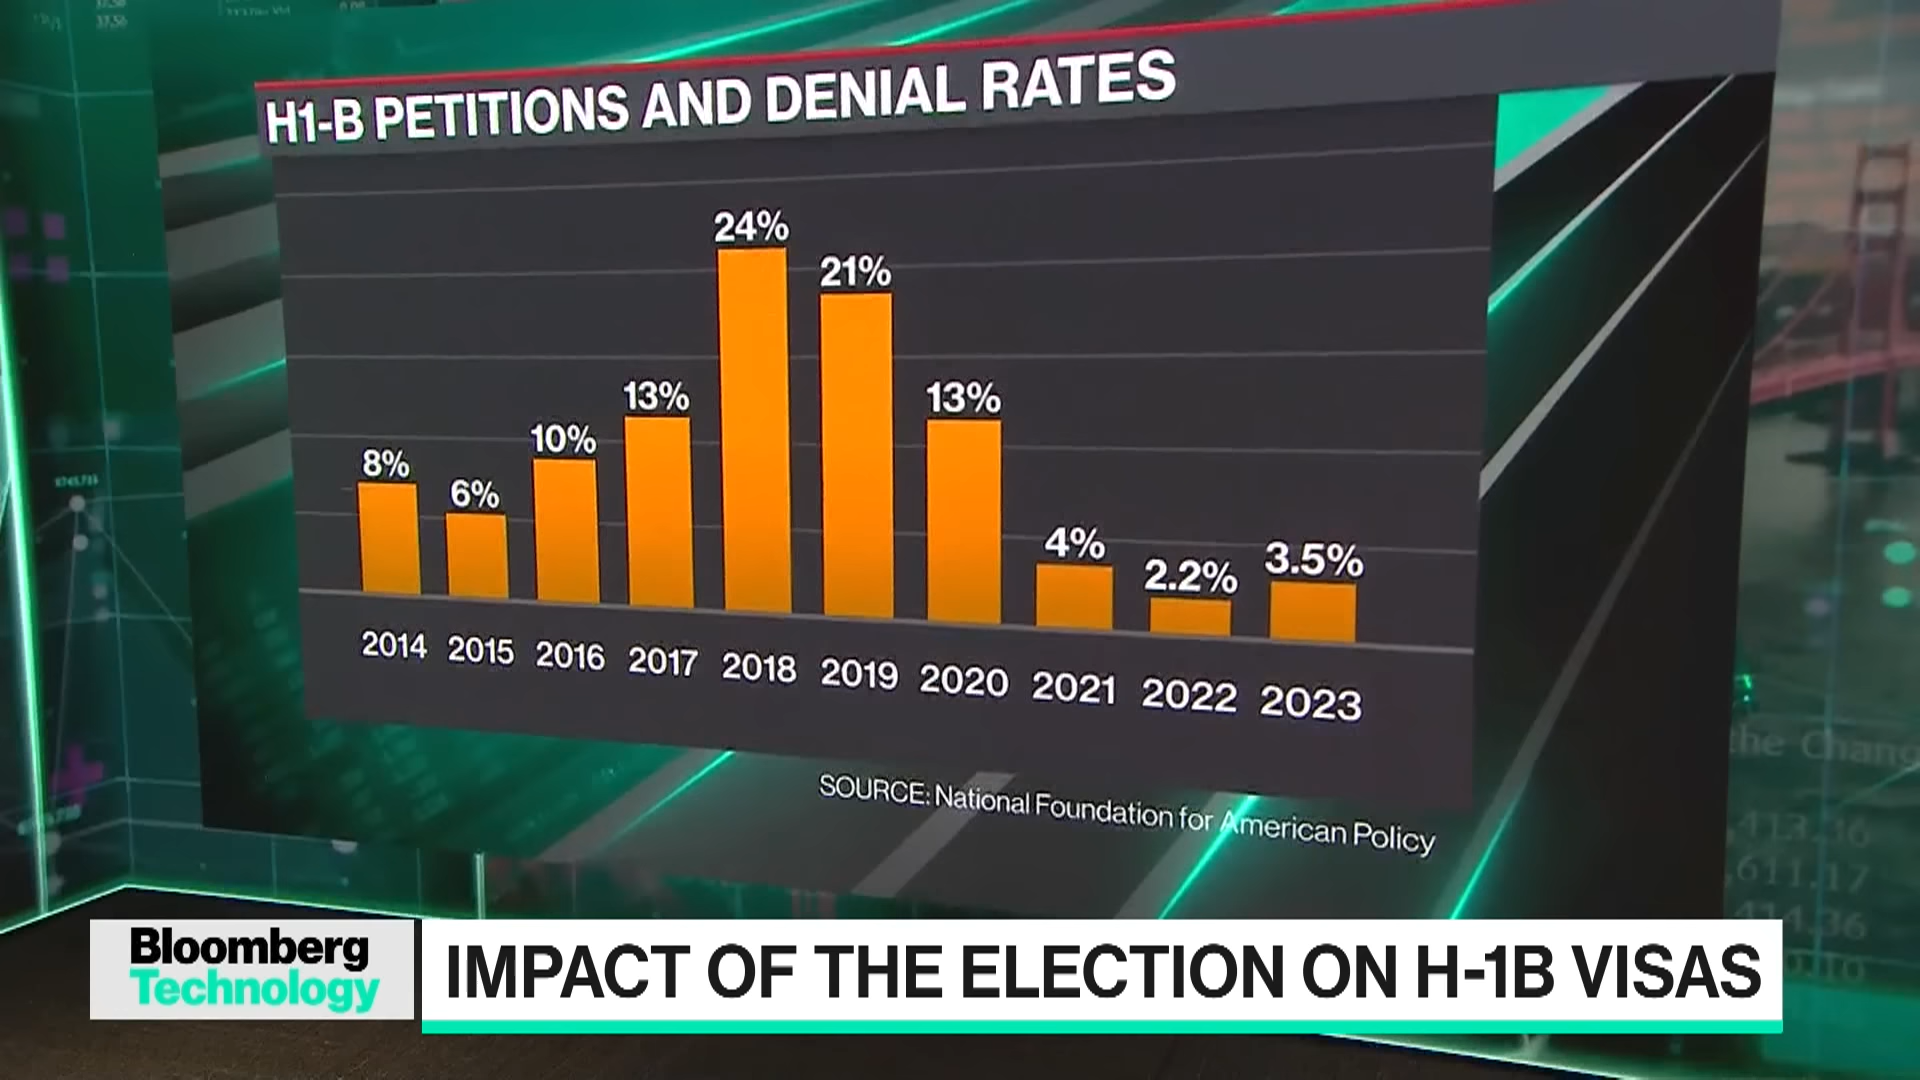 H1-B PETITIONS AND DENIAL RATES
24%
21%
13%
13%
10%
8%
6%
4%
3.5%
2.2%
2014 2015 2016 2017 2018 2019 2020 2021 2022 2023
SOURCE: National Foundation for American Policy
the Chang
Bloomberg
Technology
IMPACT OF THE ELECTION ON H-1B VISAS